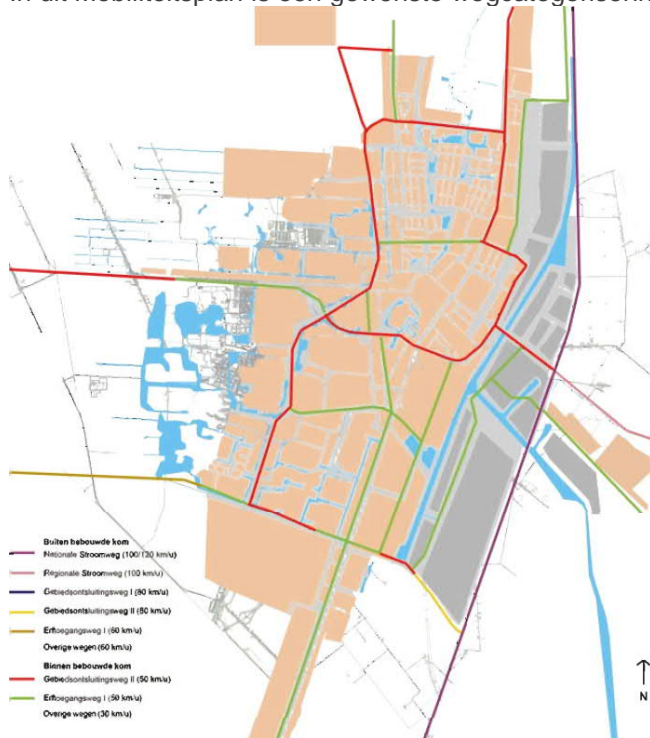 In dit mobiliteitsplan is een gewenste wegcategoriseri
Buiten bebouwde kom
Nationale Stroomweg (100/120 km/u)
Regionale Stroomweg (100 km/u)
Gebiedsontsluitingsweg I (80 km/u)
Gebiedsontsluitingsweg II (80 km/u)
Erftoegangsweg I (60 km/u)
Overige wegen (60 km/u)
Binnen bebouwde kom
Gebiedsontsluitingsweg II (50 km/u)
Erftoegangsweg I (50 km/u)
Overige wegen (30 km/u)
N